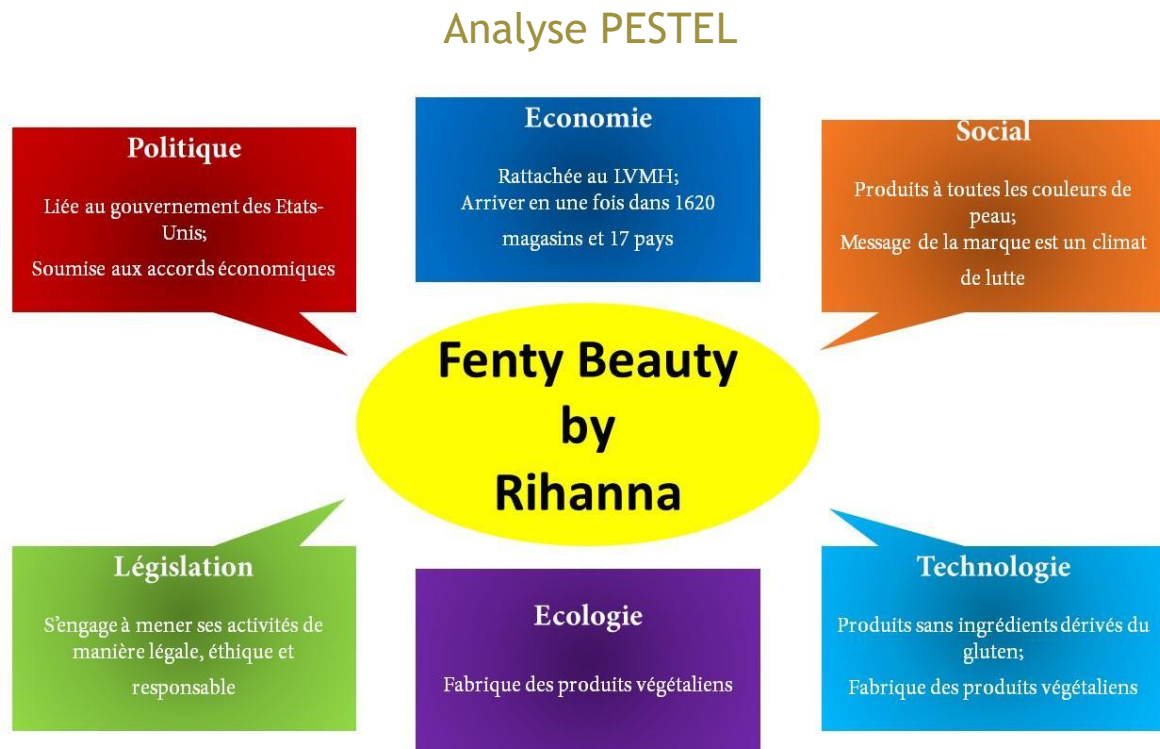 Analyse PESTEL
Politique
Liée au gouvernement des Etats-
Unis;
Soumise aux accords économiques
Economie
Rattachée au LVMH;
Arriver en une fois dans 1620
magasins et 17 pays
Social
Produits à toutes les couleurs de
peau;
Message de la marque est un climat
de lutte
Fenty Beauty
by
Rihanna
Législation
S'engage à mener ses activités de
manière légale, éthique et
responsable
Ecologie
Fabrique des produits végétaliens
Technologie
Produits sans ingrédients dérivés du
gluten;
Fabrique des produits végétaliens